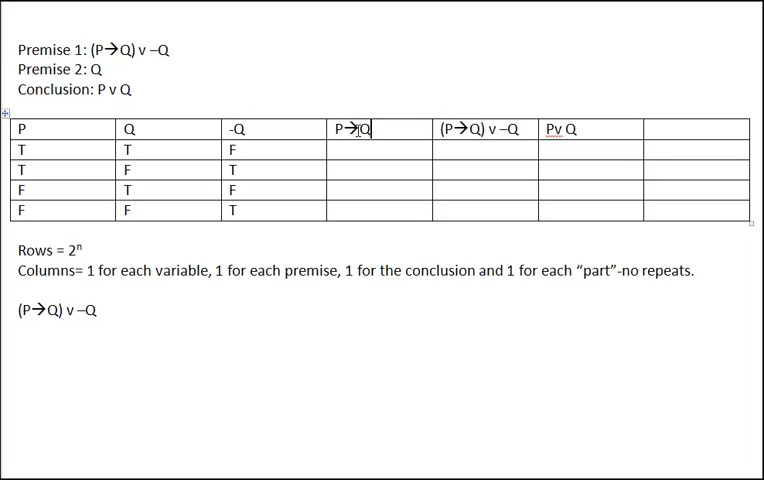 Premise 1: (P→Q) v –Q
Premise 2: Q
Conclusion: P v Q
P Q -Q P→Q (P→Q) v –Q Pv Q
T T F
T F T
F T F
F F T
Rows = 2ⁿ
Columns= 1 for each variable, 1 for each premise, 1 for the conclusion and 1 for each “part”-no repeats.
(P→Q) v –Q